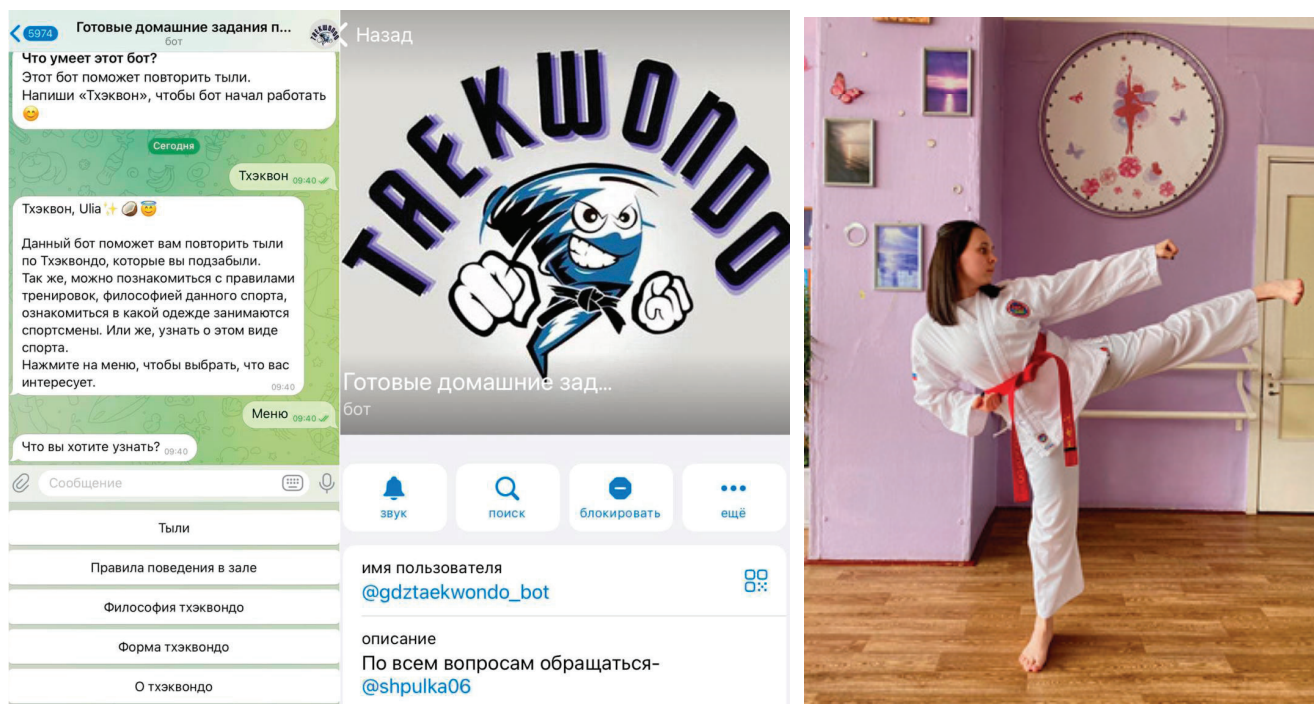 5974
Готовые домашние задания п...
бот
Что умеет этот бот?
Этот бот поможет повторить тыли.
Напиши «Тхэквон», чтобы бот начал работать
Сегодня
Тхэквон 09:40
Тхэквон, Ulia
Данный бот поможет вам повторить тыли
по Тхэквондо, которые вы подзабыли.
Так же, можно познакомиться с правилами
тренировок, философией данного спорта,
ознакомиться в какой одежде занимаются
спортсмены. Или же, узнать о этом виде
спорта.
Нажмите на меню, чтобы выбрать, что вас
интересует. 09:40
Меню 09:40
Что вы хотите узнать? 09:40
Сообщение
Тыли
Правила поведения в зале
Философия тхэквондо
Форма тхэквондо
О тхэквондо
Назад
TAEKWONDO
Готовые домашние зад...
бот
звук
поиск
блокировать
ещё
имя пользователя
@gdztaekwondo_bot
описание
По всем вопросам обращаться-
@shpulka06